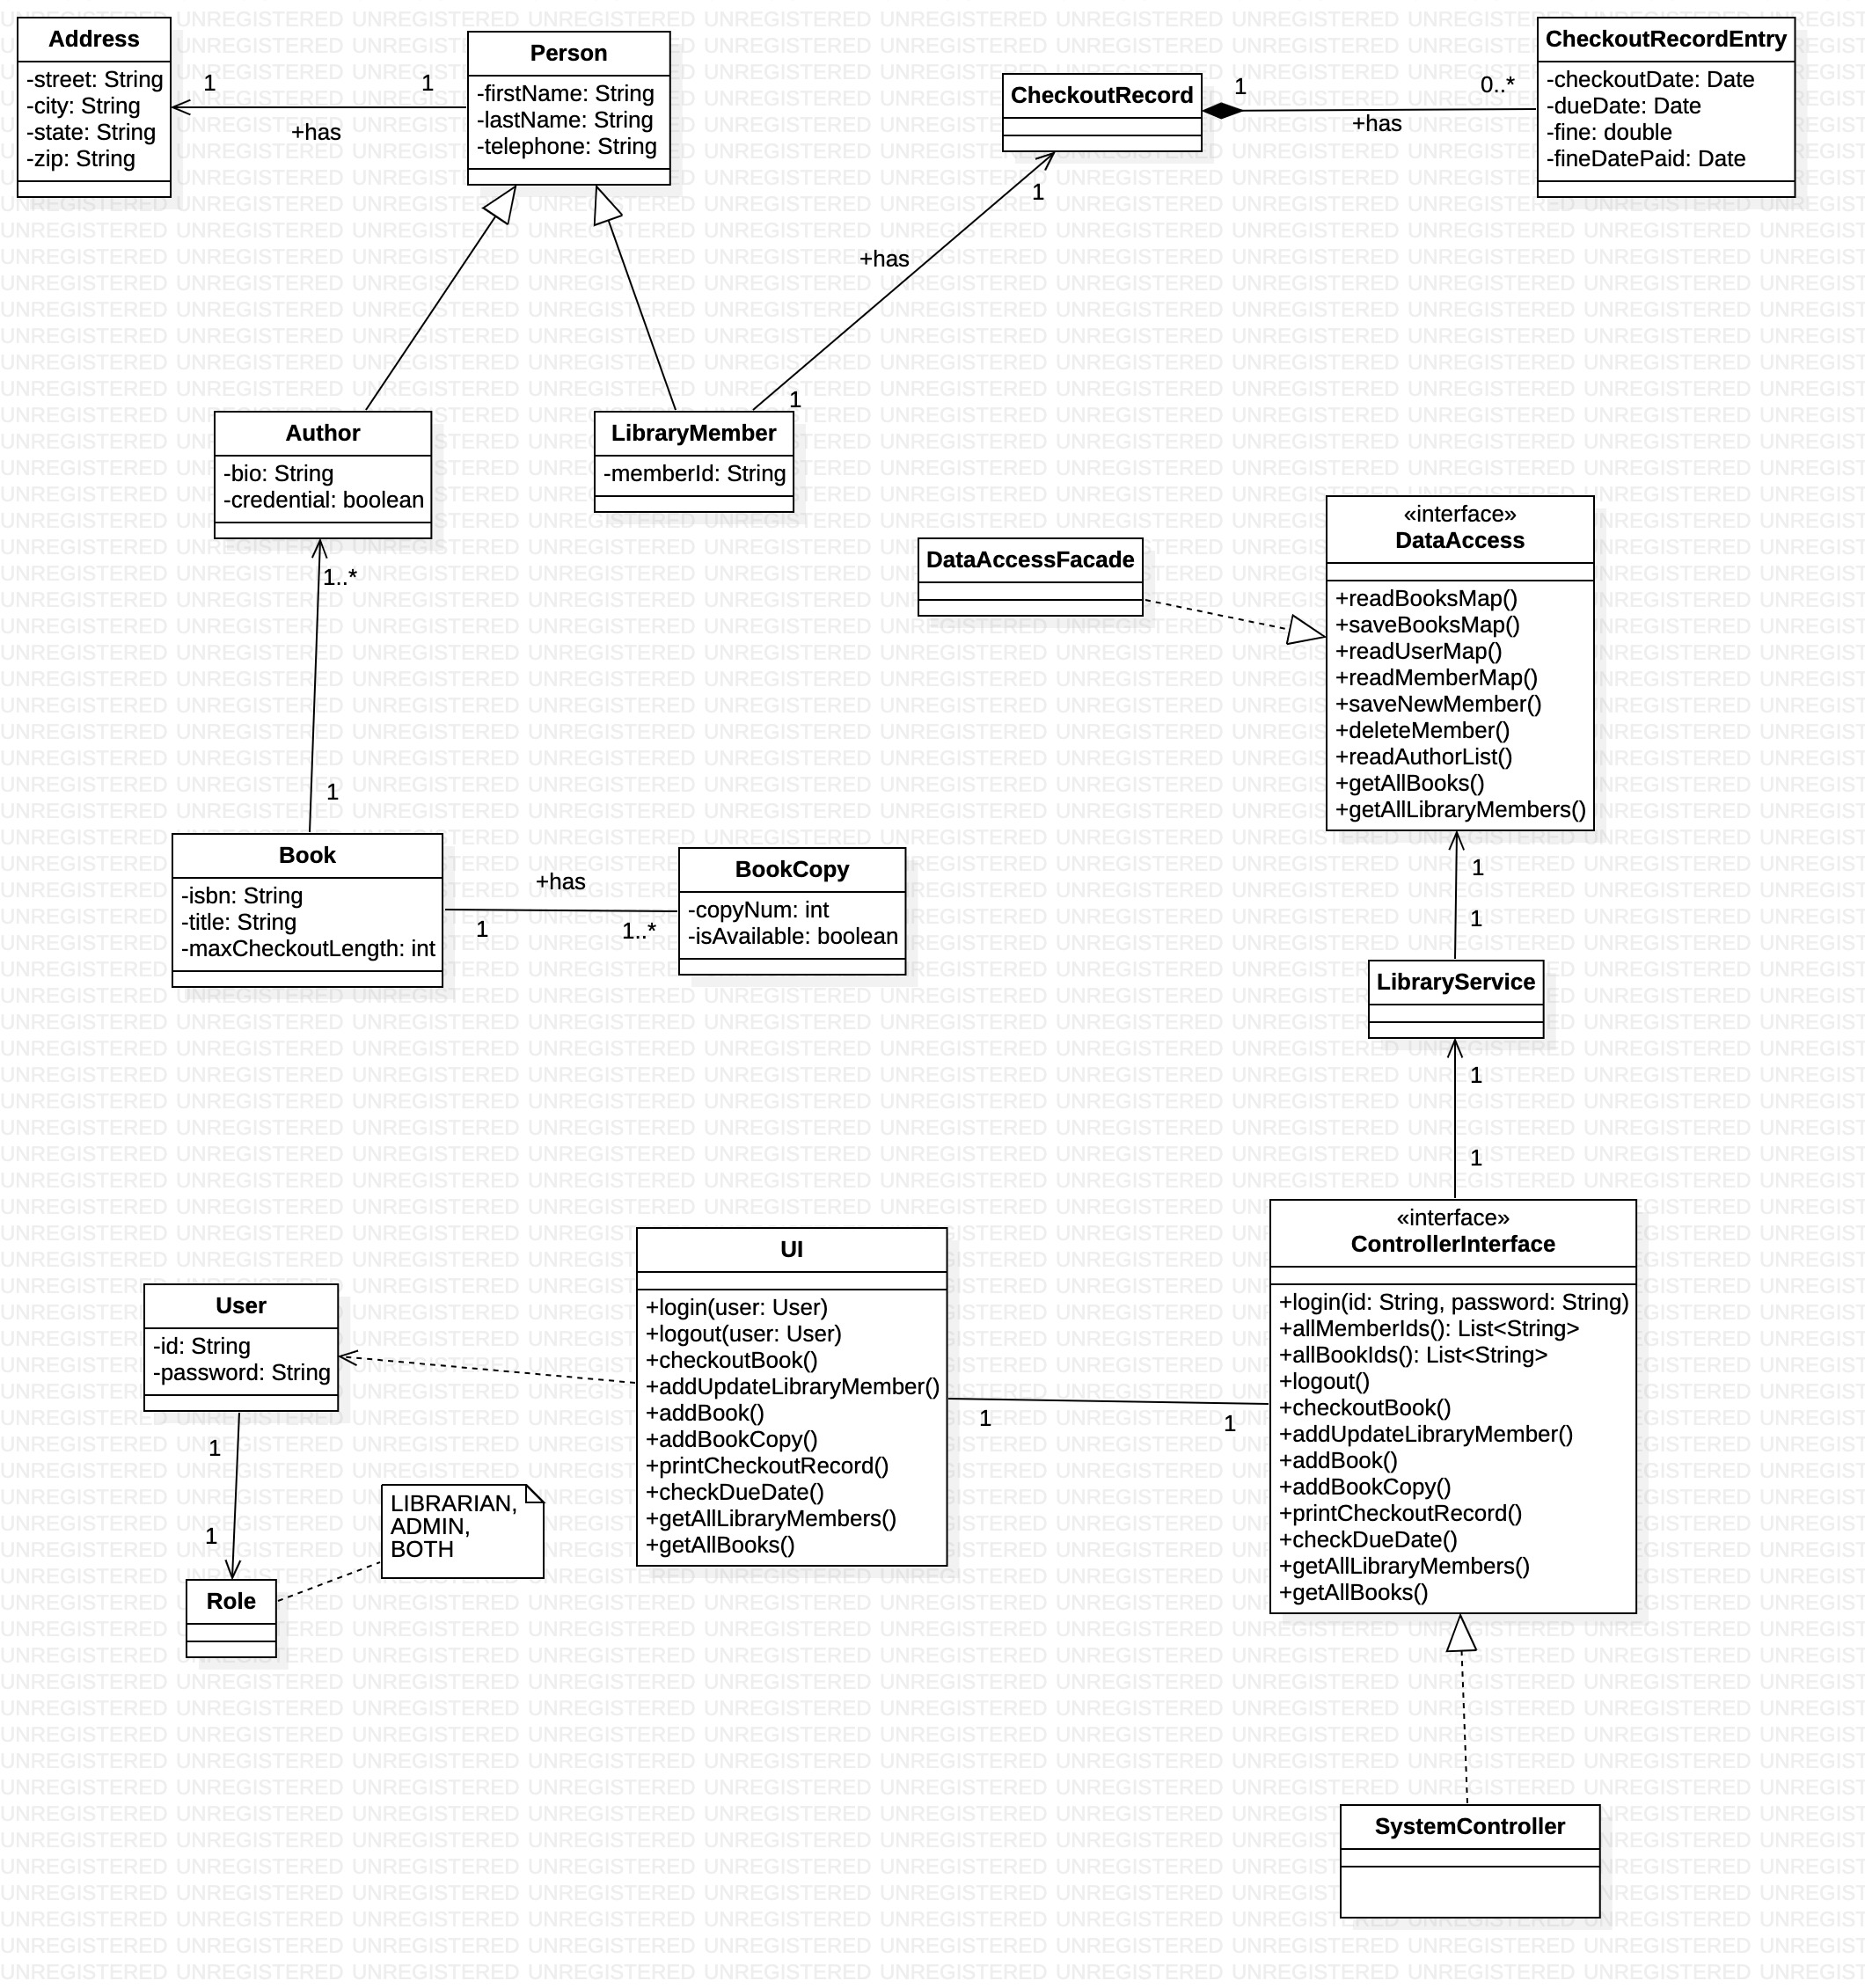 Address
-street: String
-city: String
-state: String
-zip: String
1
1
+has
Person
-firstName: String
-lastName: String
-telephone: String
CheckoutRecord
1
0..*
+has
CheckoutRecordEntry
-checkoutDate: Date
-dueDate: Date
-fine: double
-fineDatePaid: Date
1
+has
1
Author
-bio: String
-credential: boolean
LibraryMember
-memberId: String
1..*
1
DataAccessFacade
«interface»
DataAccess
+readBooksMap()
+saveBooksMap()
+readUserMap()
+readMemberMap()
+saveNewMember()
+deleteMember()
+readAuthorList()
+getAllBooks()
+getAllLibraryMembers()
Book
-isbn: String
-title: String
-maxCheckoutLength: int
+has
1
1..*
BookCopy
-copyNum: int
-isAvailable: boolean
1
1
LibraryService
1
1
User
-id: String
-password: String
1
1
Role
LIBRARIAN,
ADMIN,
BOTH
UI
+login(user: User)
+logout(user: User)
+checkoutBook()
+addUpdateLibraryMember()
+addBook()
+addBookCopy()
+printCheckoutRecord()
+checkDueDate()
+getAllLibraryMembers()
+getAllBooks()
1
1
«interface»
ControllerInterface
+login(id: String, password: String)
+allMemberIds(): List<String>
+allBookIds(): List<String>
+logout()
+checkoutBook()
+addUpdateLibraryMember()
+addBook()
+addBookCopy()
+printCheckoutRecord()
+checkDueDate()
+getAllLibraryMembers()
+getAllBooks()
SystemController
UNREGISTERED